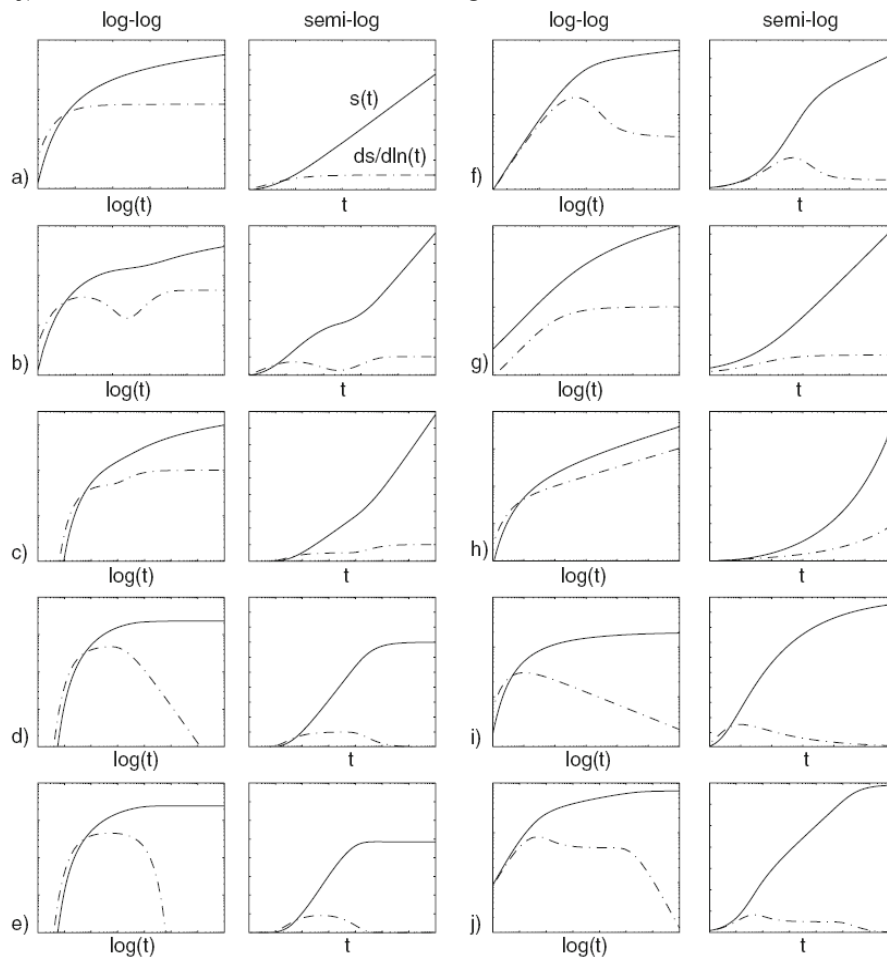 log-log semi-log log-log semi-log
s(t)
ds/dln(t)
a) f)
log(t) t log(t) t
b) g)
log(t) t log(t) t
c) h)
log(t) t log(t) t
d) i)
log(t) t log(t) t
e) j)
log(t) t log(t) t